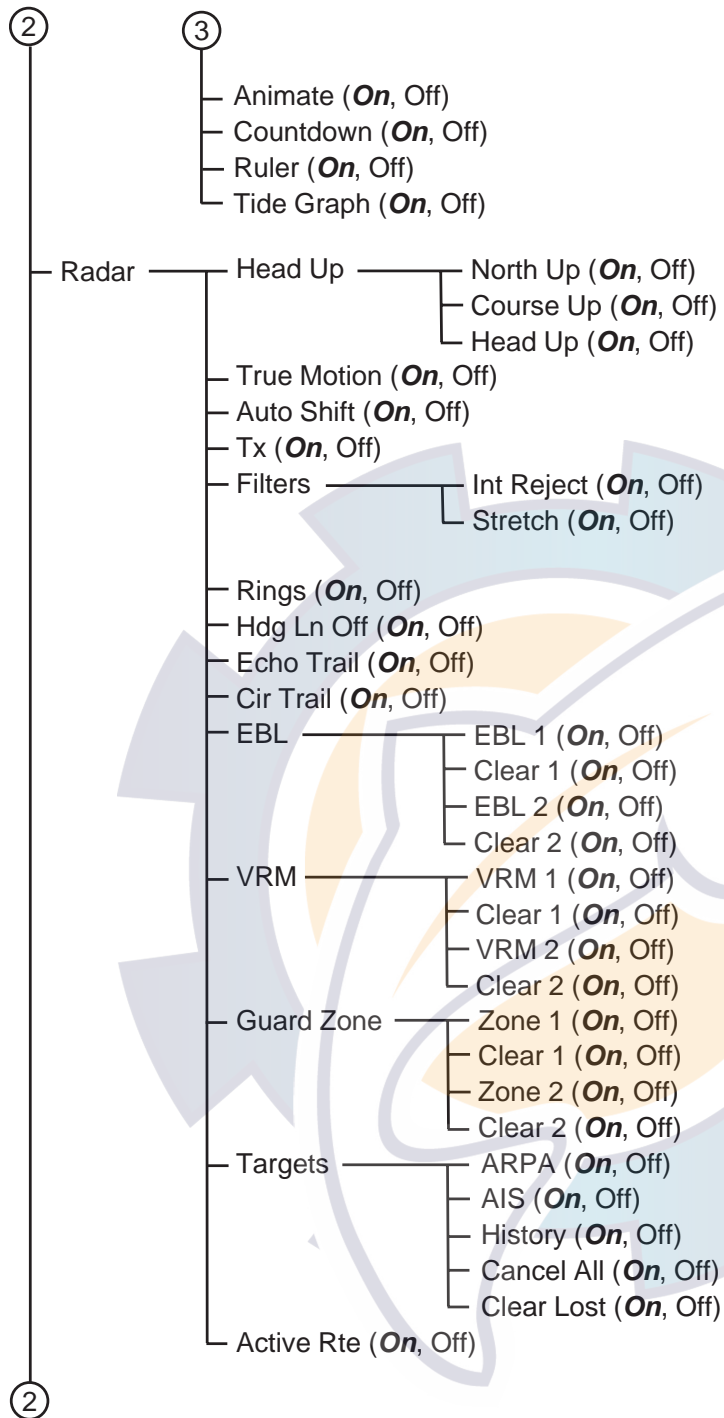 2 3
Animate (On, Off)
Countdown (On, Off)
Ruler (On, Off)
Tide Graph (On, Off)
Radar Head Up North Up (On, Off)
Course Up (On, Off)
Head Up (On, Off)
True Motion (On, Off)
Auto Shift (On, Off)
Tx (On, Off)
Filters Int Reject (On, Off)
Stretch (On, Off)
Rings (On, Off)
Hdg Ln Off (On, Off)
Echo Trail (On, Off)
Cir Trail (On, Off)
EBL EBL 1 (On, Off)
Clear 1 (On, Off)
EBL 2 (On, Off)
Clear 2 (On, Off)
VRM VRM 1 (On, Off)
Clear 1 (On, Off)
VRM 2 (On, Off)
Clear 2 (On, Off)
Guard Zone Zone 1 (On, Off)
Clear 1 (On, Off)
Zone 2 (On, Off)
Clear 2 (On, Off)
Targets ARPA (On, Off)
AIS (On, Off)
History (On, Off)
Cancel All (On, Off)
Clear Lost (On, Off)
Active Rte (On, Off)
2